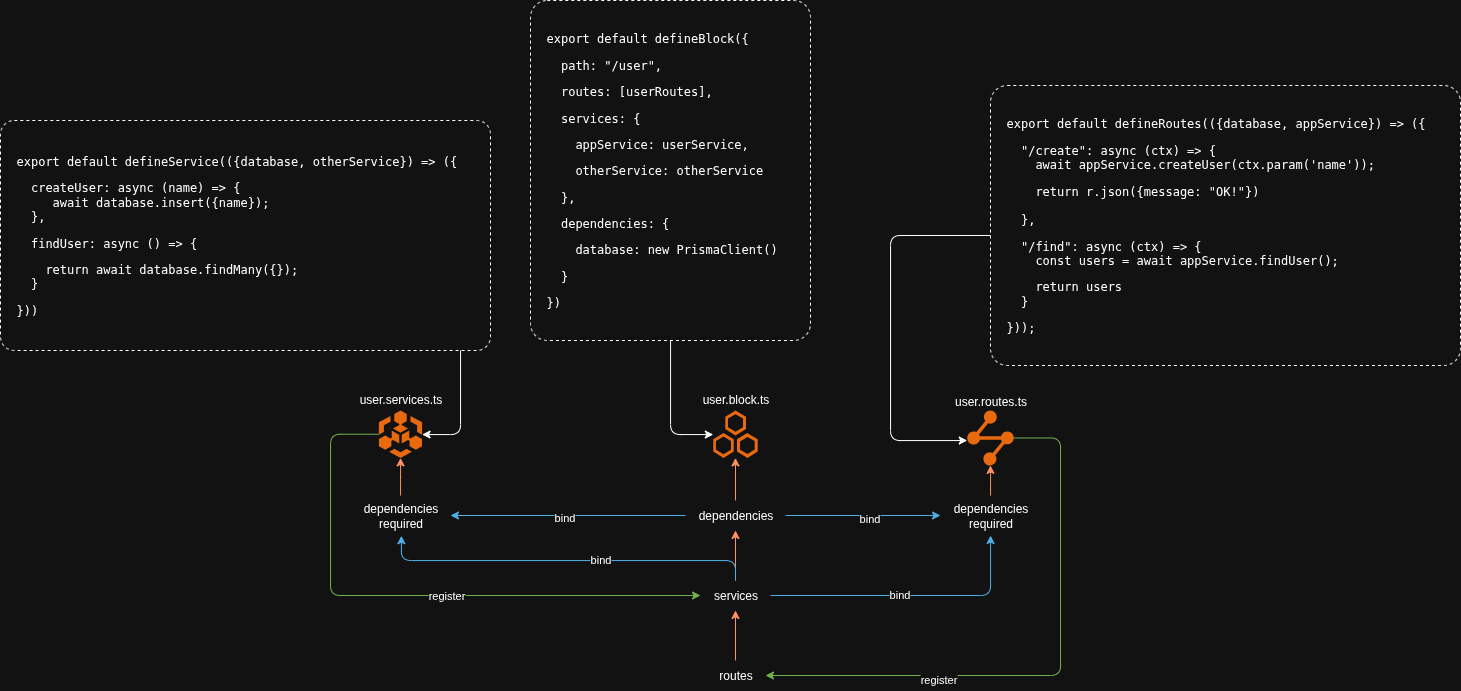 export default defineService(({database, otherService}) => ({
createUser: async (name) => {
await database.insert({name});
},
findUser: async () => {
return await database.findMany({});
}
}))
export default defineBlock({
path: "/user",
routes: [userRoutes],
services: {
appService: userService,
otherService: otherService
},
dependencies: {
database: new PrismaClient()
}
})
export default defineRoutes(({database, appService}) => ({
"/create": async (ctx) => {
await appService.createUser(ctx.param('name'));
return r.json({message: "OK!"})
},
"/find": async (ctx) => {
const users = await appService.findUser();
return users
}
}));
user.services.ts
user.block.ts
user.routes.ts
dependencies
required
bind
dependencies
bind
dependencies
required
bind
register
services
bind
routes
register